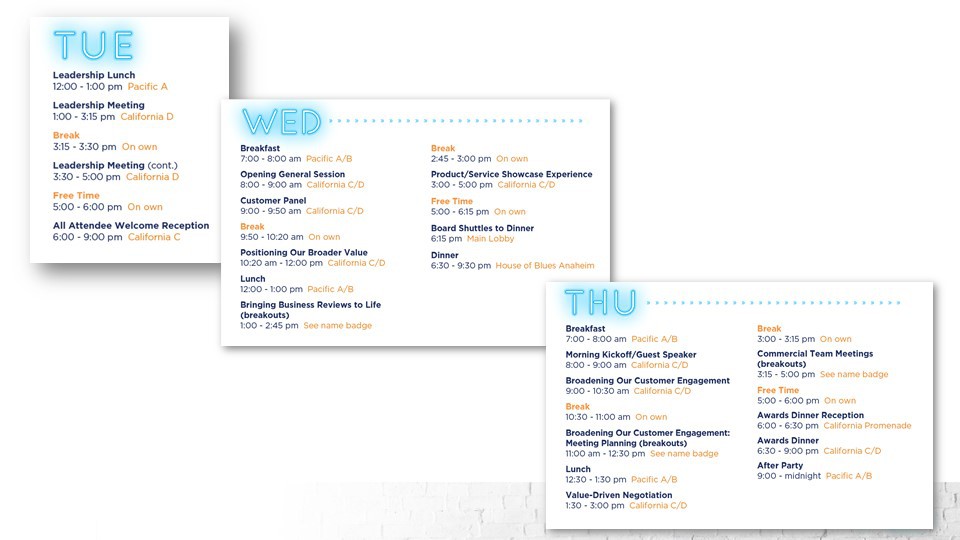 TUE
Leadership Lunch
12:00 - 1:00 pm Pacific A
Leadership Meeting
1:00 - 3:15 pm California D
Break
3:15 - 3:30 pm On own
Leadership Meeting (cont.)
3:30 - 5:00 pm California D
Free Time
5:00 - 6:00 pm On own
All Attendee Welcome Reception
6:00 - 9:00 pm California C
WED
Breakfast
7:00 - 8:00 am Pacific A/B
Opening General Session
8:00 - 9:00 am California C/D
Customer Panel
9:00 - 9:50 am California C/D
Break
9:50 - 10:20 am On own
Positioning Our Broader Value
10:20 am - 12:00 pm California C/D
Lunch
12:00 - 1:00 pm Pacific A/B
Bringing Business Reviews to Life
(breakouts)
1:00 - 2:45 pm See name badge
Break
2:45 - 3:00 pm On own
Product/Service Showcase Experience
3:00 - 5:00 pm California C/D
Free Time
5:00 - 6:15 pm On own
Board Shuttles to Dinner
6:15 pm Main Lobby
Dinner
6:30 - 9:30 pm House of Blues Anaheim
THU
Breakfast
7:00 - 8:00 am Pacific A/B
Morning Kickoff/Guest Speaker
8:00 - 9:00 am California C/D
Broadening Our Customer Engagement
9:00 - 10:30 am California C/D
Break
10:30 - 11:00 am On own
Broadening Our Customer Engagement:
Meeting Planning (breakouts)
11:00 am - 12:30 pm See name badge
Lunch
12:30 - 1:30 pm Pacific A/B
Value-Driven Negotiation
1:30 - 3:00 pm California C/D
Break
3:00 - 3:15 pm On own
Commercial Team Meetings
(breakouts)
3:15 - 5:00 pm See name badge
Free Time
5:00 - 6:00 pm On own
Awards Dinner Reception
6:00 - 6:30 pm California Promenade
Awards Dinner
6:30 - 9:00 pm California C/D
After Party
9:00 - midnight Pacific A/B